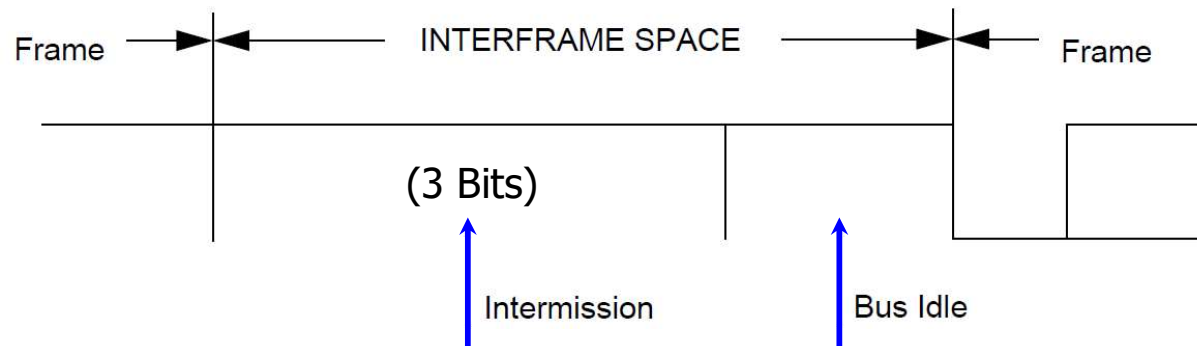 Frame INTERFRAME SPACE Frame
(3 Bits)
Intermission Bus Idle